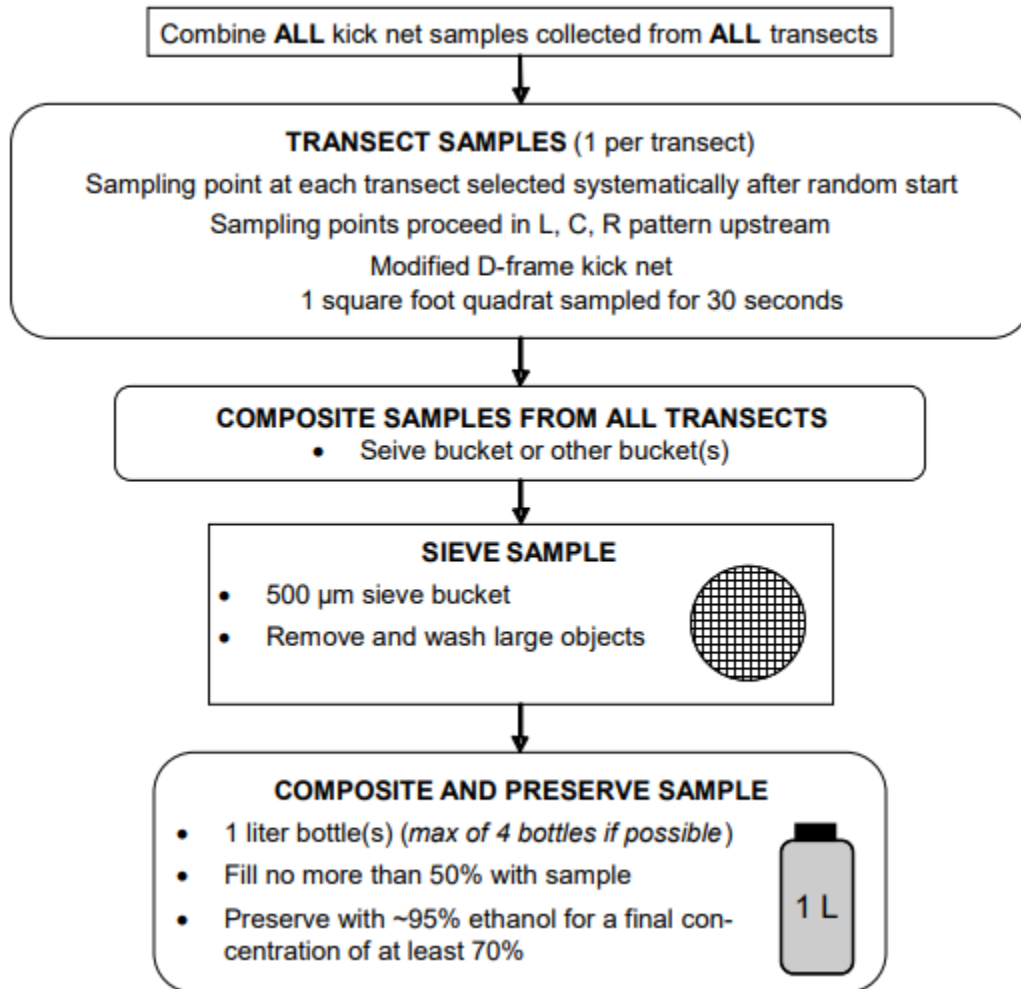 Combine ALL kick net samples collected from ALL transects
TRANSECT SAMPLES (1 per transect)
Sampling point at each transect selected systematically after random start
Sampling points proceed in L, C, R pattern upstream
Modified D-frame kick net
1 square foot quadrat sampled for 30 seconds
COMPOSITE SAMPLES FROM ALL TRANSECTS
• Seive bucket or other bucket(s)
SIEVE SAMPLE
• 500 µm sieve bucket
• Remove and wash large objects
COMPOSITE AND PRESERVE SAMPLE
• 1 liter bottle(s) (max of 4 bottles if possible)
• Fill no more than 50% with sample
• Preserve with ~95% ethanol for a final con-
centration of at least 70%
1 L